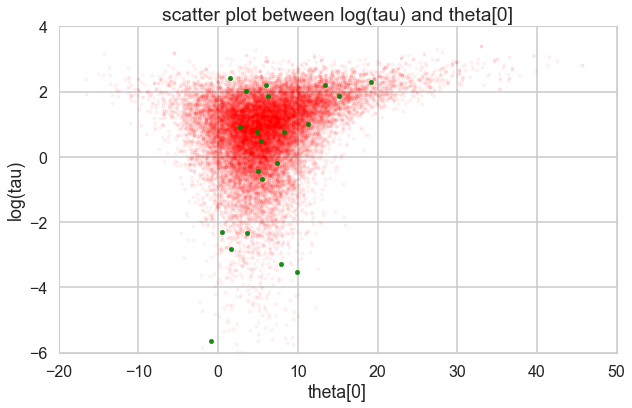 scatter plot between log(tau) and theta[0]
4
2
0
−2
−4
−6
log(tau)
−20 −10 0 10 20 30 40 50
theta[0]